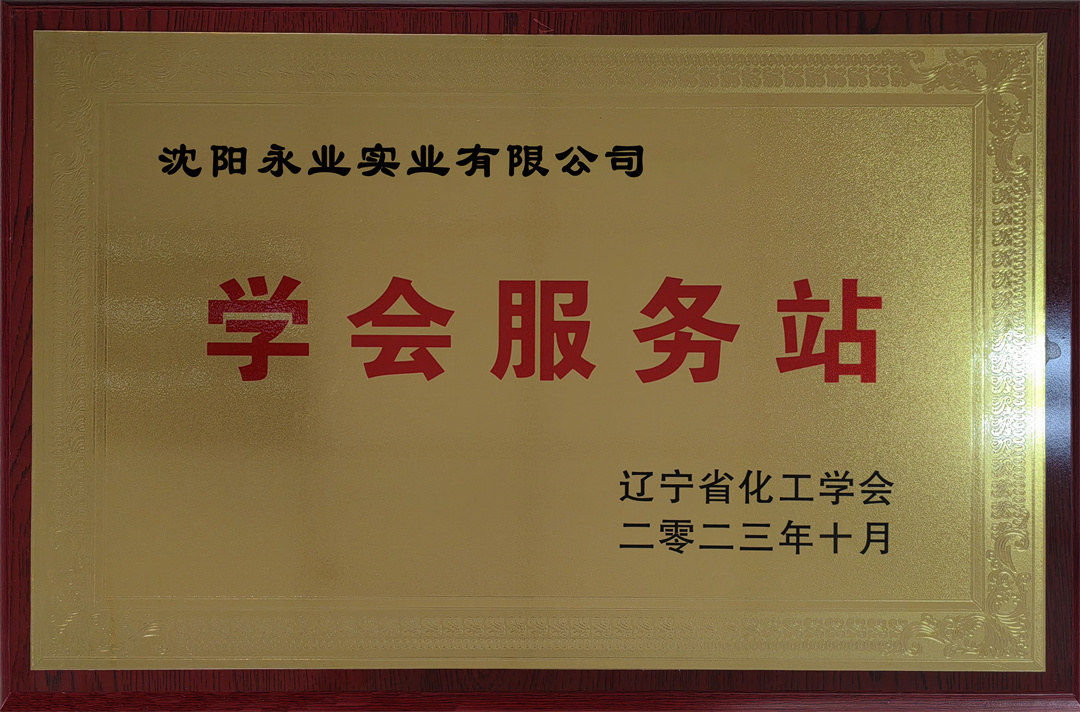 沈阳永业实业有限公司
学会服务站
辽宁省化工学会
二零二三年十月